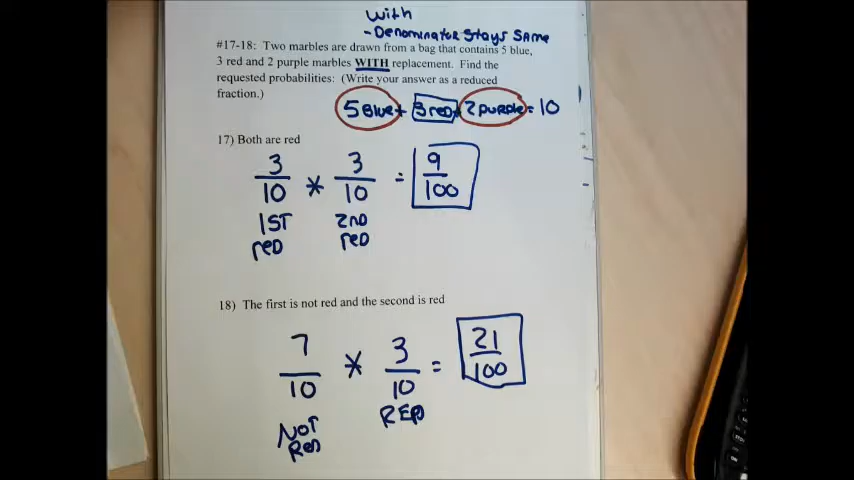 With
- Denominator Stays Same
#17-18: Two marbles are drawn from a bag that contains 5 blue,
3 red and 2 purple marbles WITH replacement. Find the
requested probabilities: (Write your answer as a reduced
fraction.)
5 Blue + 3 red + 2 purple = 10
17) Both are red
3/10 * 3/10 = 9/100
1ST red 2ND red
18) The first is not red and the second is red
7/10 * 3/10 = 21/100
NOT Red RED